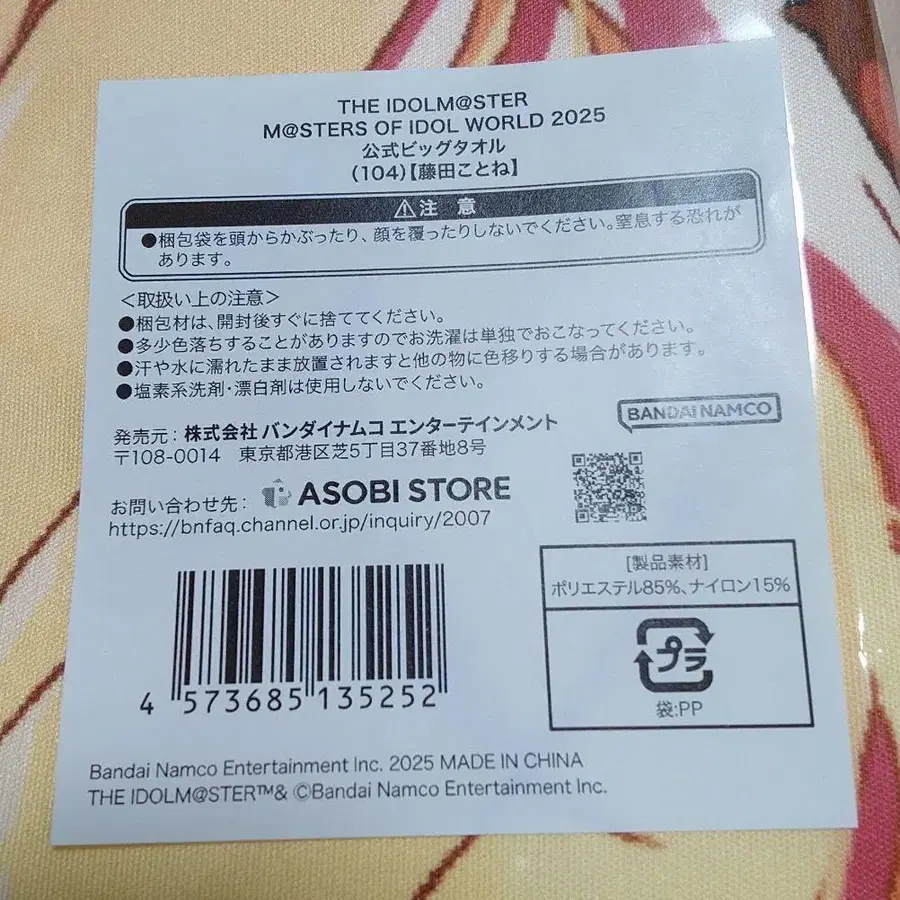 THE IDOLM@STER
M@STERS OF IDOL WORLD 2025
公式ビッグタオル
(104)【藤田ことね】
⚠注 意
●梱包袋を頭からかぶったり、顔を覆ったりしないでください。窒息する恐れが
あります。
＜取扱い上の注意＞
●梱包材は、開封後すぐに捨ててください。
●多少色落ちすることがありますのでお洗濯は単独でおこなってください。
●汗や水に濡れたまま放置されますと他の物に色移りする場合があります。
●塩素系洗剤・漂白剤は使用しないでください。
BANDAI NAMCO
発売元：株式会社 バンダイナムコ エンターテインメント
〒108-0014 東京都港区芝5丁目37番地8号
お問い合わせ先： ASOBI STORE
https://bnfaq.channel.or.jp/inquiry/2007
[製品素材]
ポリエステル85%、ナイロン15%
プラ
袋:PP
4 573685 135252
Bandai Namco Entertainment Inc. 2025 MADE IN CHINA
THE IDOLM@STER™& ©Bandai Namco Entertainment Inc.